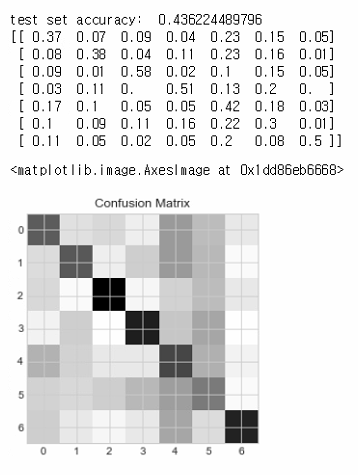 test set accuracy:  0.436224489796
[[ 0.37  0.07  0.09  0.04  0.23  0.15  0.05]
 [ 0.08  0.38  0.04  0.11  0.23  0.16  0.01]
 [ 0.09  0.01  0.58  0.02  0.1   0.15  0.05]
 [ 0.03  0.11  0.    0.51  0.13  0.2   0.  ]
 [ 0.17  0.1   0.05  0.05  0.42  0.18  0.03]
 [ 0.1   0.09  0.11  0.16  0.22  0.3   0.01]
 [ 0.11  0.05  0.02  0.05  0.2   0.08  0.5 ]]
<matplotlib.image.AxesImage at 0x1dd86eb6668>
Confusion Matrix
0
1
2
3
4
5
6
0 1 2 3 4 5 6